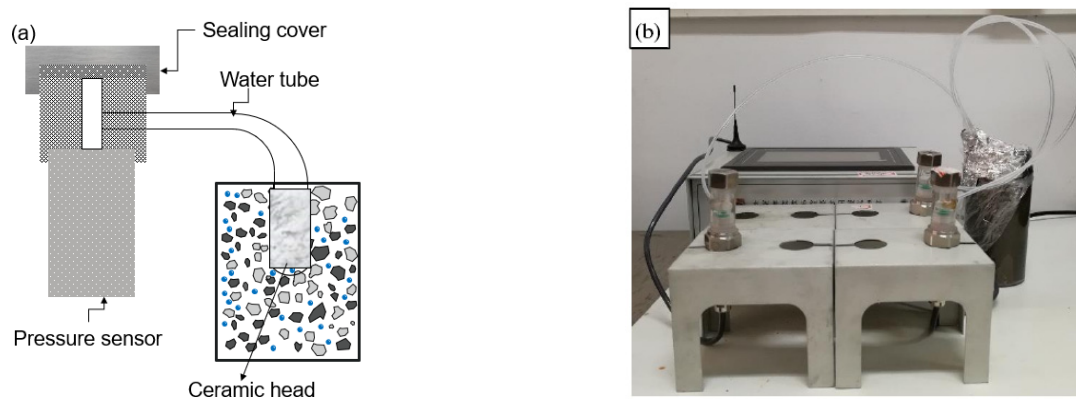 (a)
Sealing cover
Water tube
Pressure sensor
Ceramic head
(b)